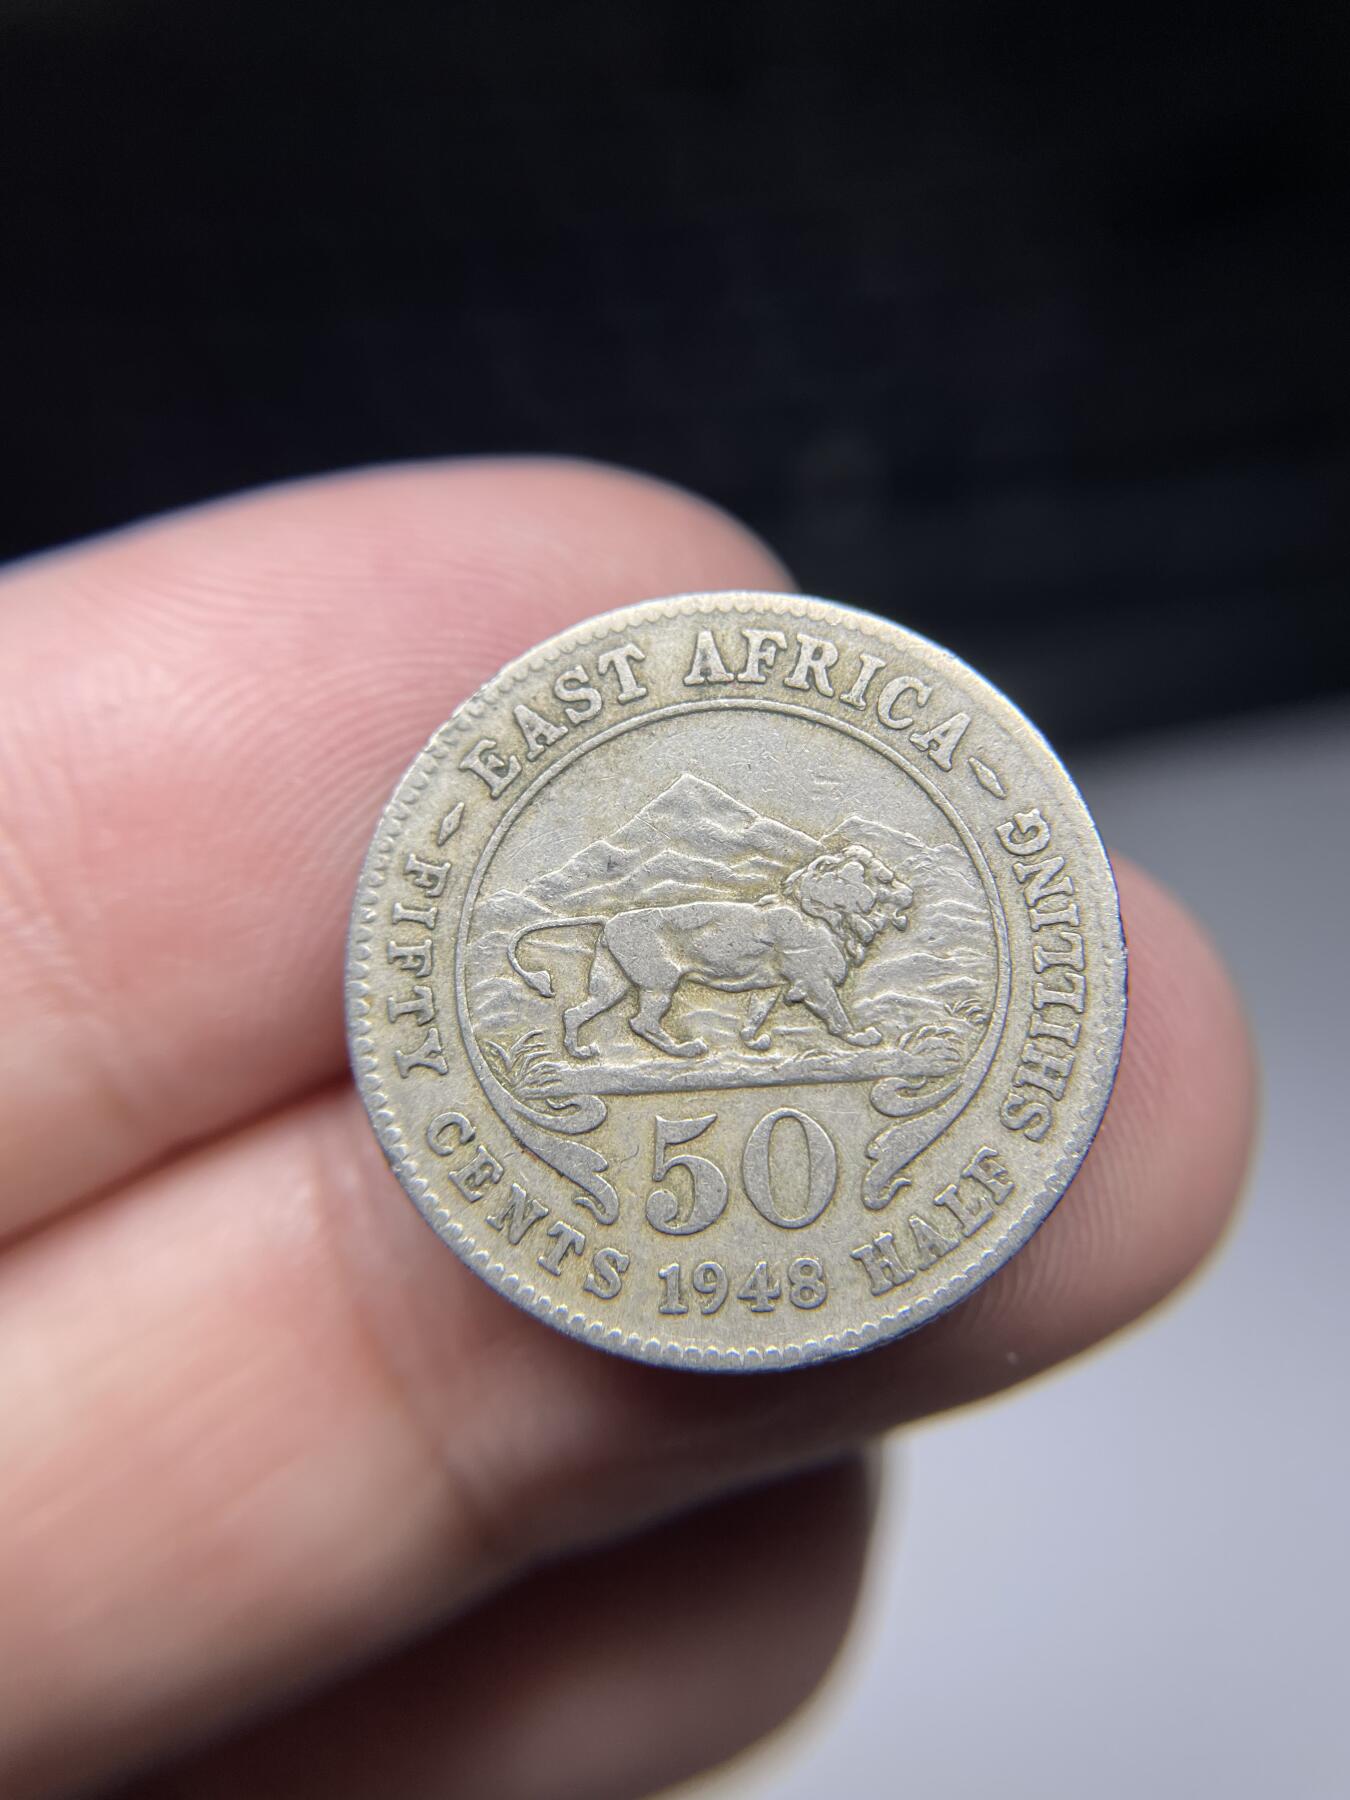 EAST AFRICA
FIFTY CENTS 1948 HALF SHILLING
50